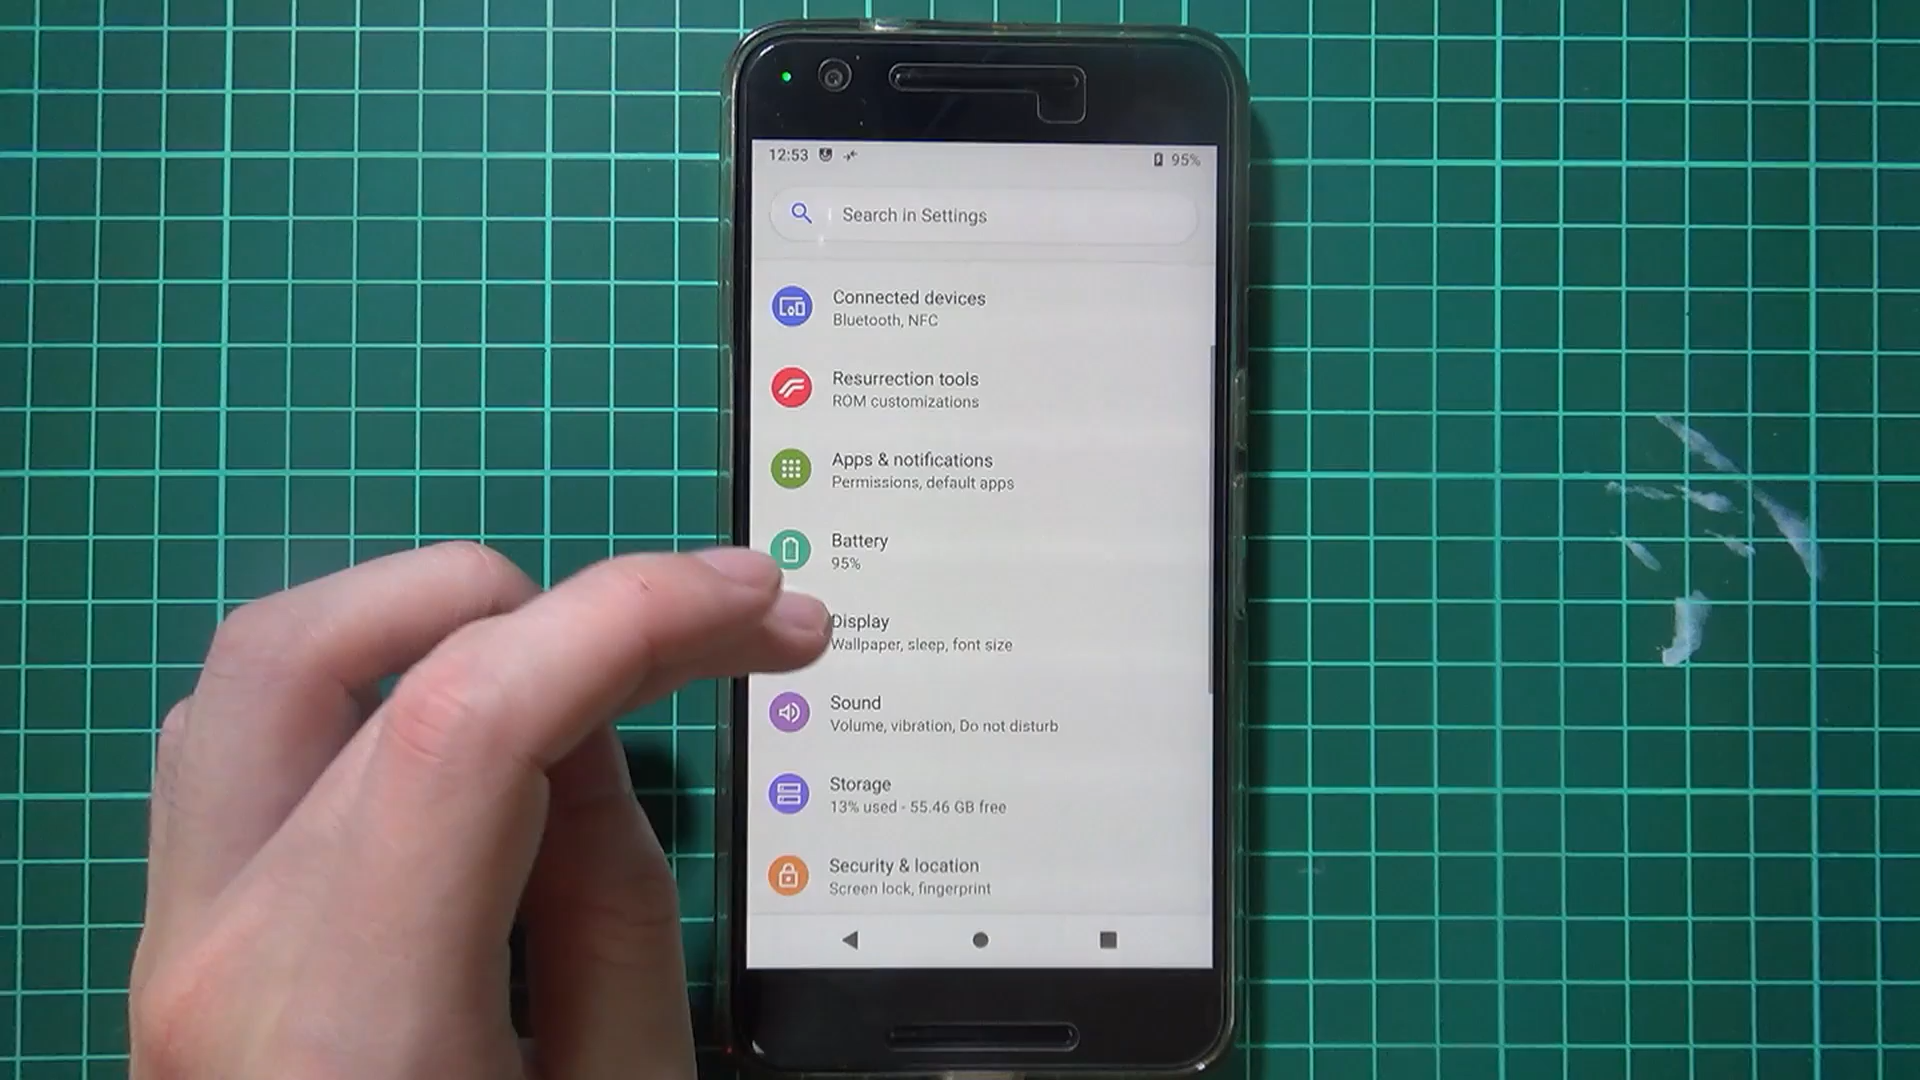 12:53
95%
Search in Settings
Connected devices
Bluetooth, NFC
Resurrection tools
ROM customizations
Apps & notifications
Permissions, default apps
Battery
95%
Display
Wallpaper, sleep, font size
Sound
Volume, vibration, Do not disturb
Storage
13% used - 55.46 GB free
Security & location
Screen lock, fingerprint